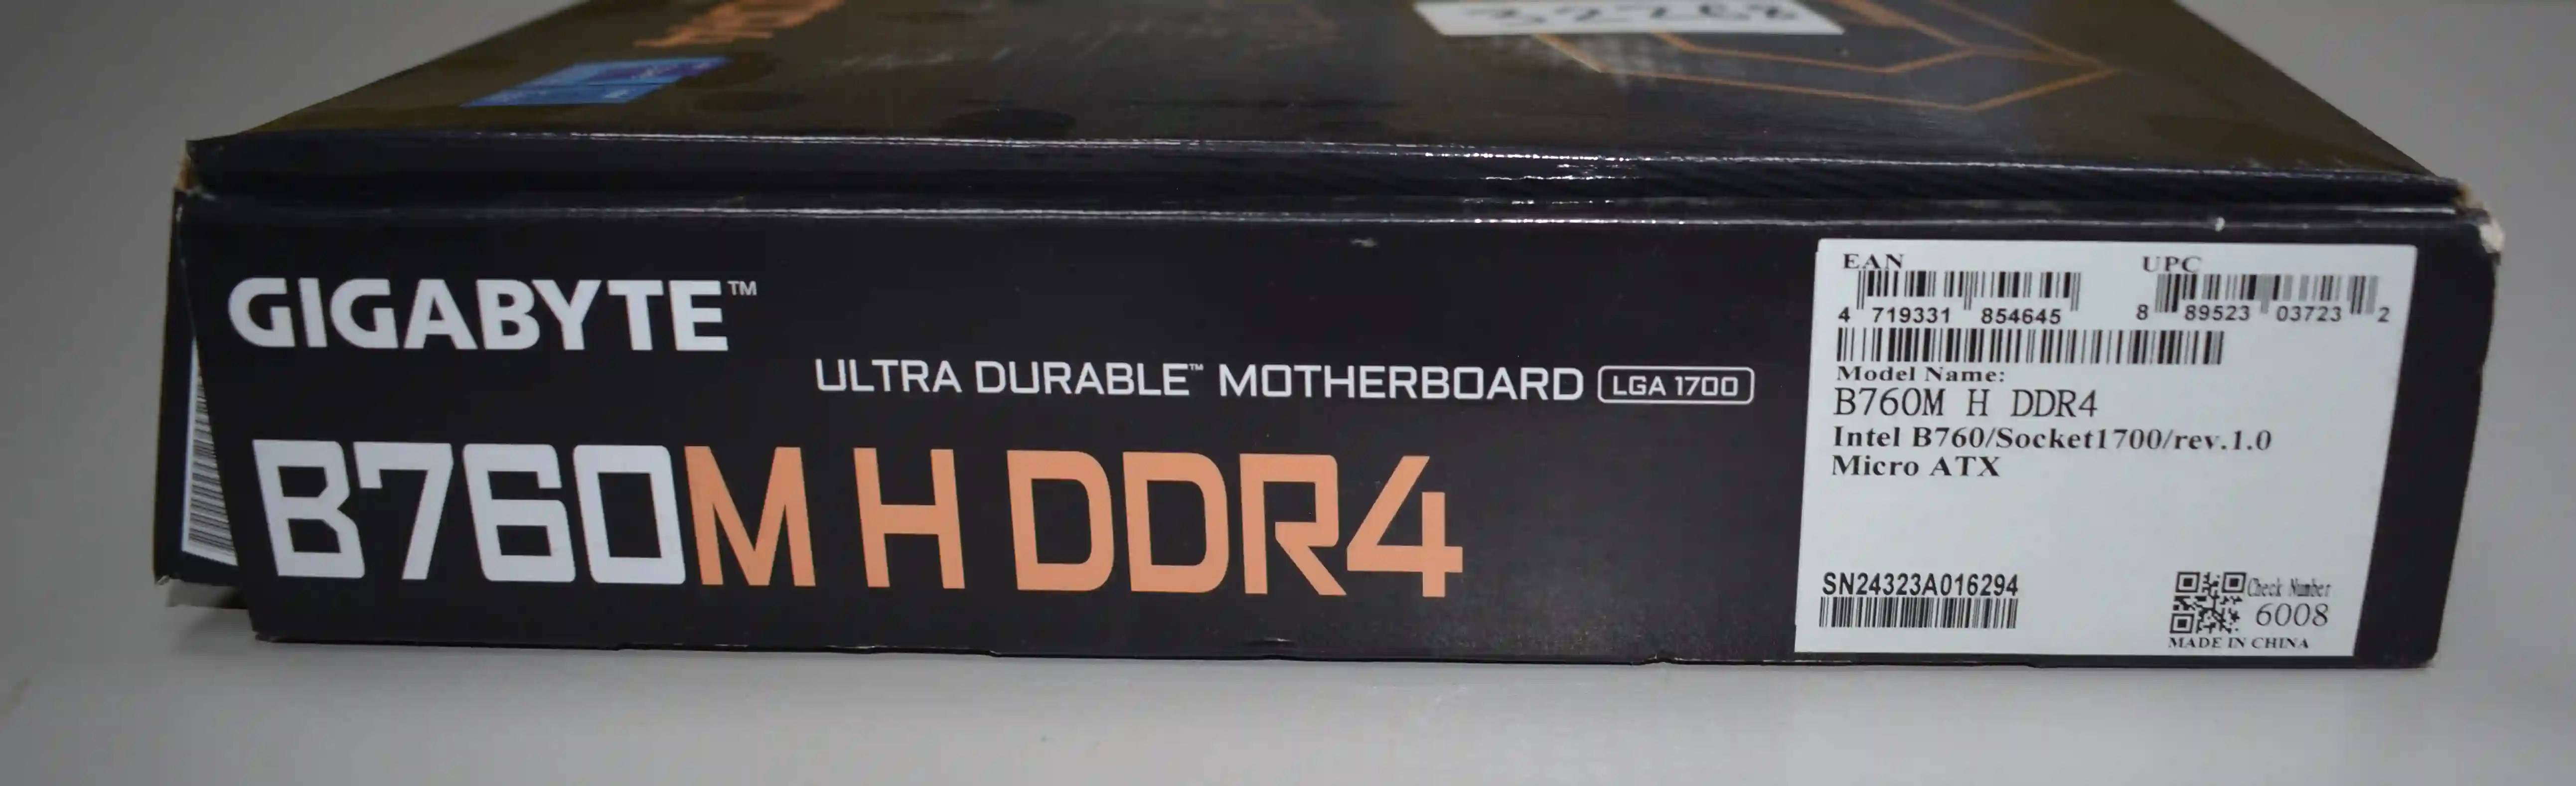 GIGABYTE™
ULTRA DURABLE™ MOTHERBOARD LGA 1700
B760M H DDR4
EAN UPC
4 719331 854645 8 89523 03723 2
Model Name:
B760M H DDR4
Intel B760/Socket1700/rev.1.0
Micro ATX
SN24323A016294
Check Number
6008
MADE IN CHINA